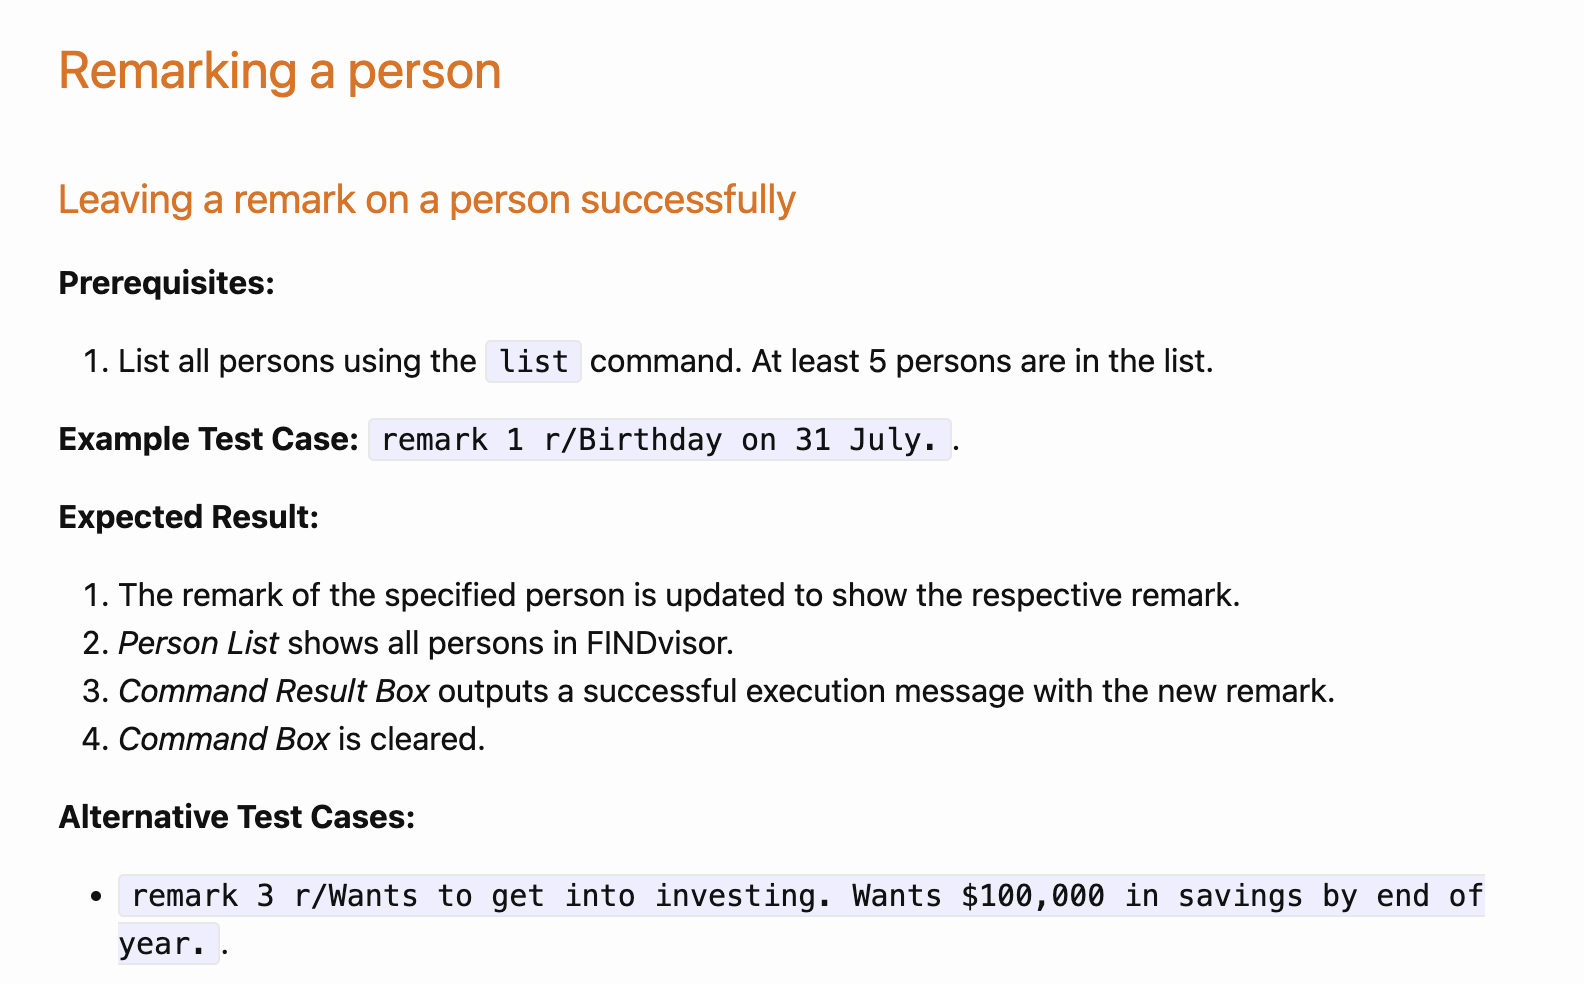 Remarking a person
Leaving a remark on a person successfully
Prerequisites:
1. List all persons using the list command. At least 5 persons are in the list.
Example Test Case: remark 1 r/Birthday on 31 July. .
Expected Result:
1. The remark of the specified person is updated to show the respective remark.
2. Person List shows all persons in FINDvisor.
3. Command Result Box outputs a successful execution message with the new remark.
4. Command Box is cleared.
Alternative Test Cases:
• remark 3 r/Wants to get into investing. Wants $100,000 in savings by end of
year. .